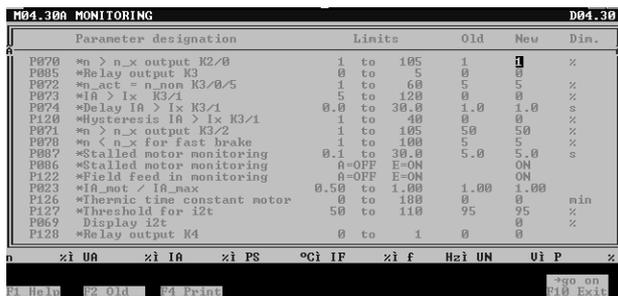 M04.30A MONITORING D04.30
Parameter designation Limits Old New Dim.
P070 *n > n_x output K2/0 1 to 105 1 1 %
P085 *Relay output K3 0 to 5 0 0
P072 *n_act = n_nom K3/0/5 1 to 60 5 5 %
P073 *IA > Ix K3/1 5 to 120 0 0 %
P074 *Delay IA > Ix K3/1 0.0 to 30.0 1.0 1.0 s
P120 *Hysteresis IA > Ix K3/1 1 to 40 0 0 %
P071 *n > n_x output K3/2 1 to 105 50 50 %
P078 *n < n_x for fast brake 1 to 100 5 5 %
P087 *Stalled motor monitoring 0.1 to 30.0 5.0 5.0 s
P086 *Stalled motor monitoring A=OFF E=ON ON
P122 *Field feed in monitoring A=OFF E=ON ON
P023 *IA_mot / IA_max 0.50 to 1.00 1.00 1.00
P126 *Thermic time constant motor 0 to 180 0 0 min
P127 *Threshold for i2t 50 to 110 95 95 %
P069 Display i2t 0 %
P128 *Relay output K4 0 to 1 0 0
n %ì UA %ì IA %ì PS ºCì IF %ì f Hzì UN Vì P %
→go on
F1 Help F2 Old F4 Print F10 Exit